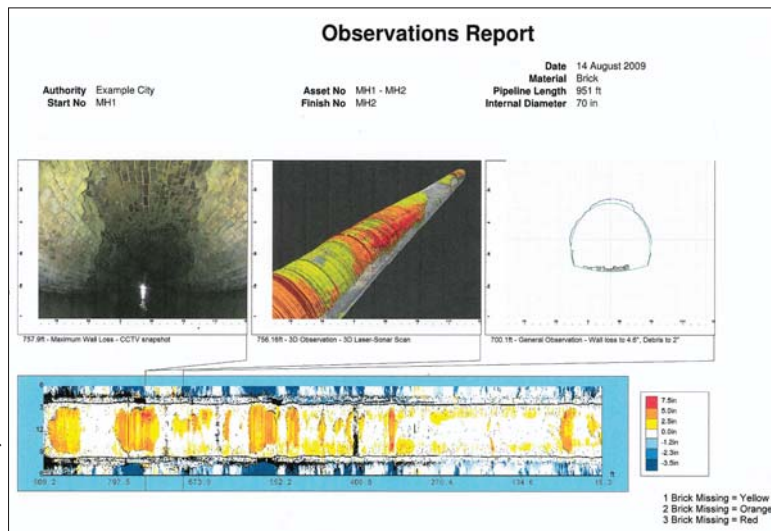 Observations Report
Date 14 August 2009
Material Brick
Authority Example City Asset No MH1 - MH2 Pipeline Length 951 ft
Start No MH1 Finish No MH2 Internal Diameter 70 in
757.9ft - Maximum Wall Loss - CCTV snapshot
756.16ft - 3D Observation - 3D Laser-Sonar Scan
700.1ft - General Observation - Wall loss to 4.6", Debris to 2"
7.5in
5.0in
2.5in
0.0in
-1.2in
-2.3in
-3.5in
ft
1 Brick Missing = Yellow
2 Brick Missing = Orange
3 Brick Missing = Red